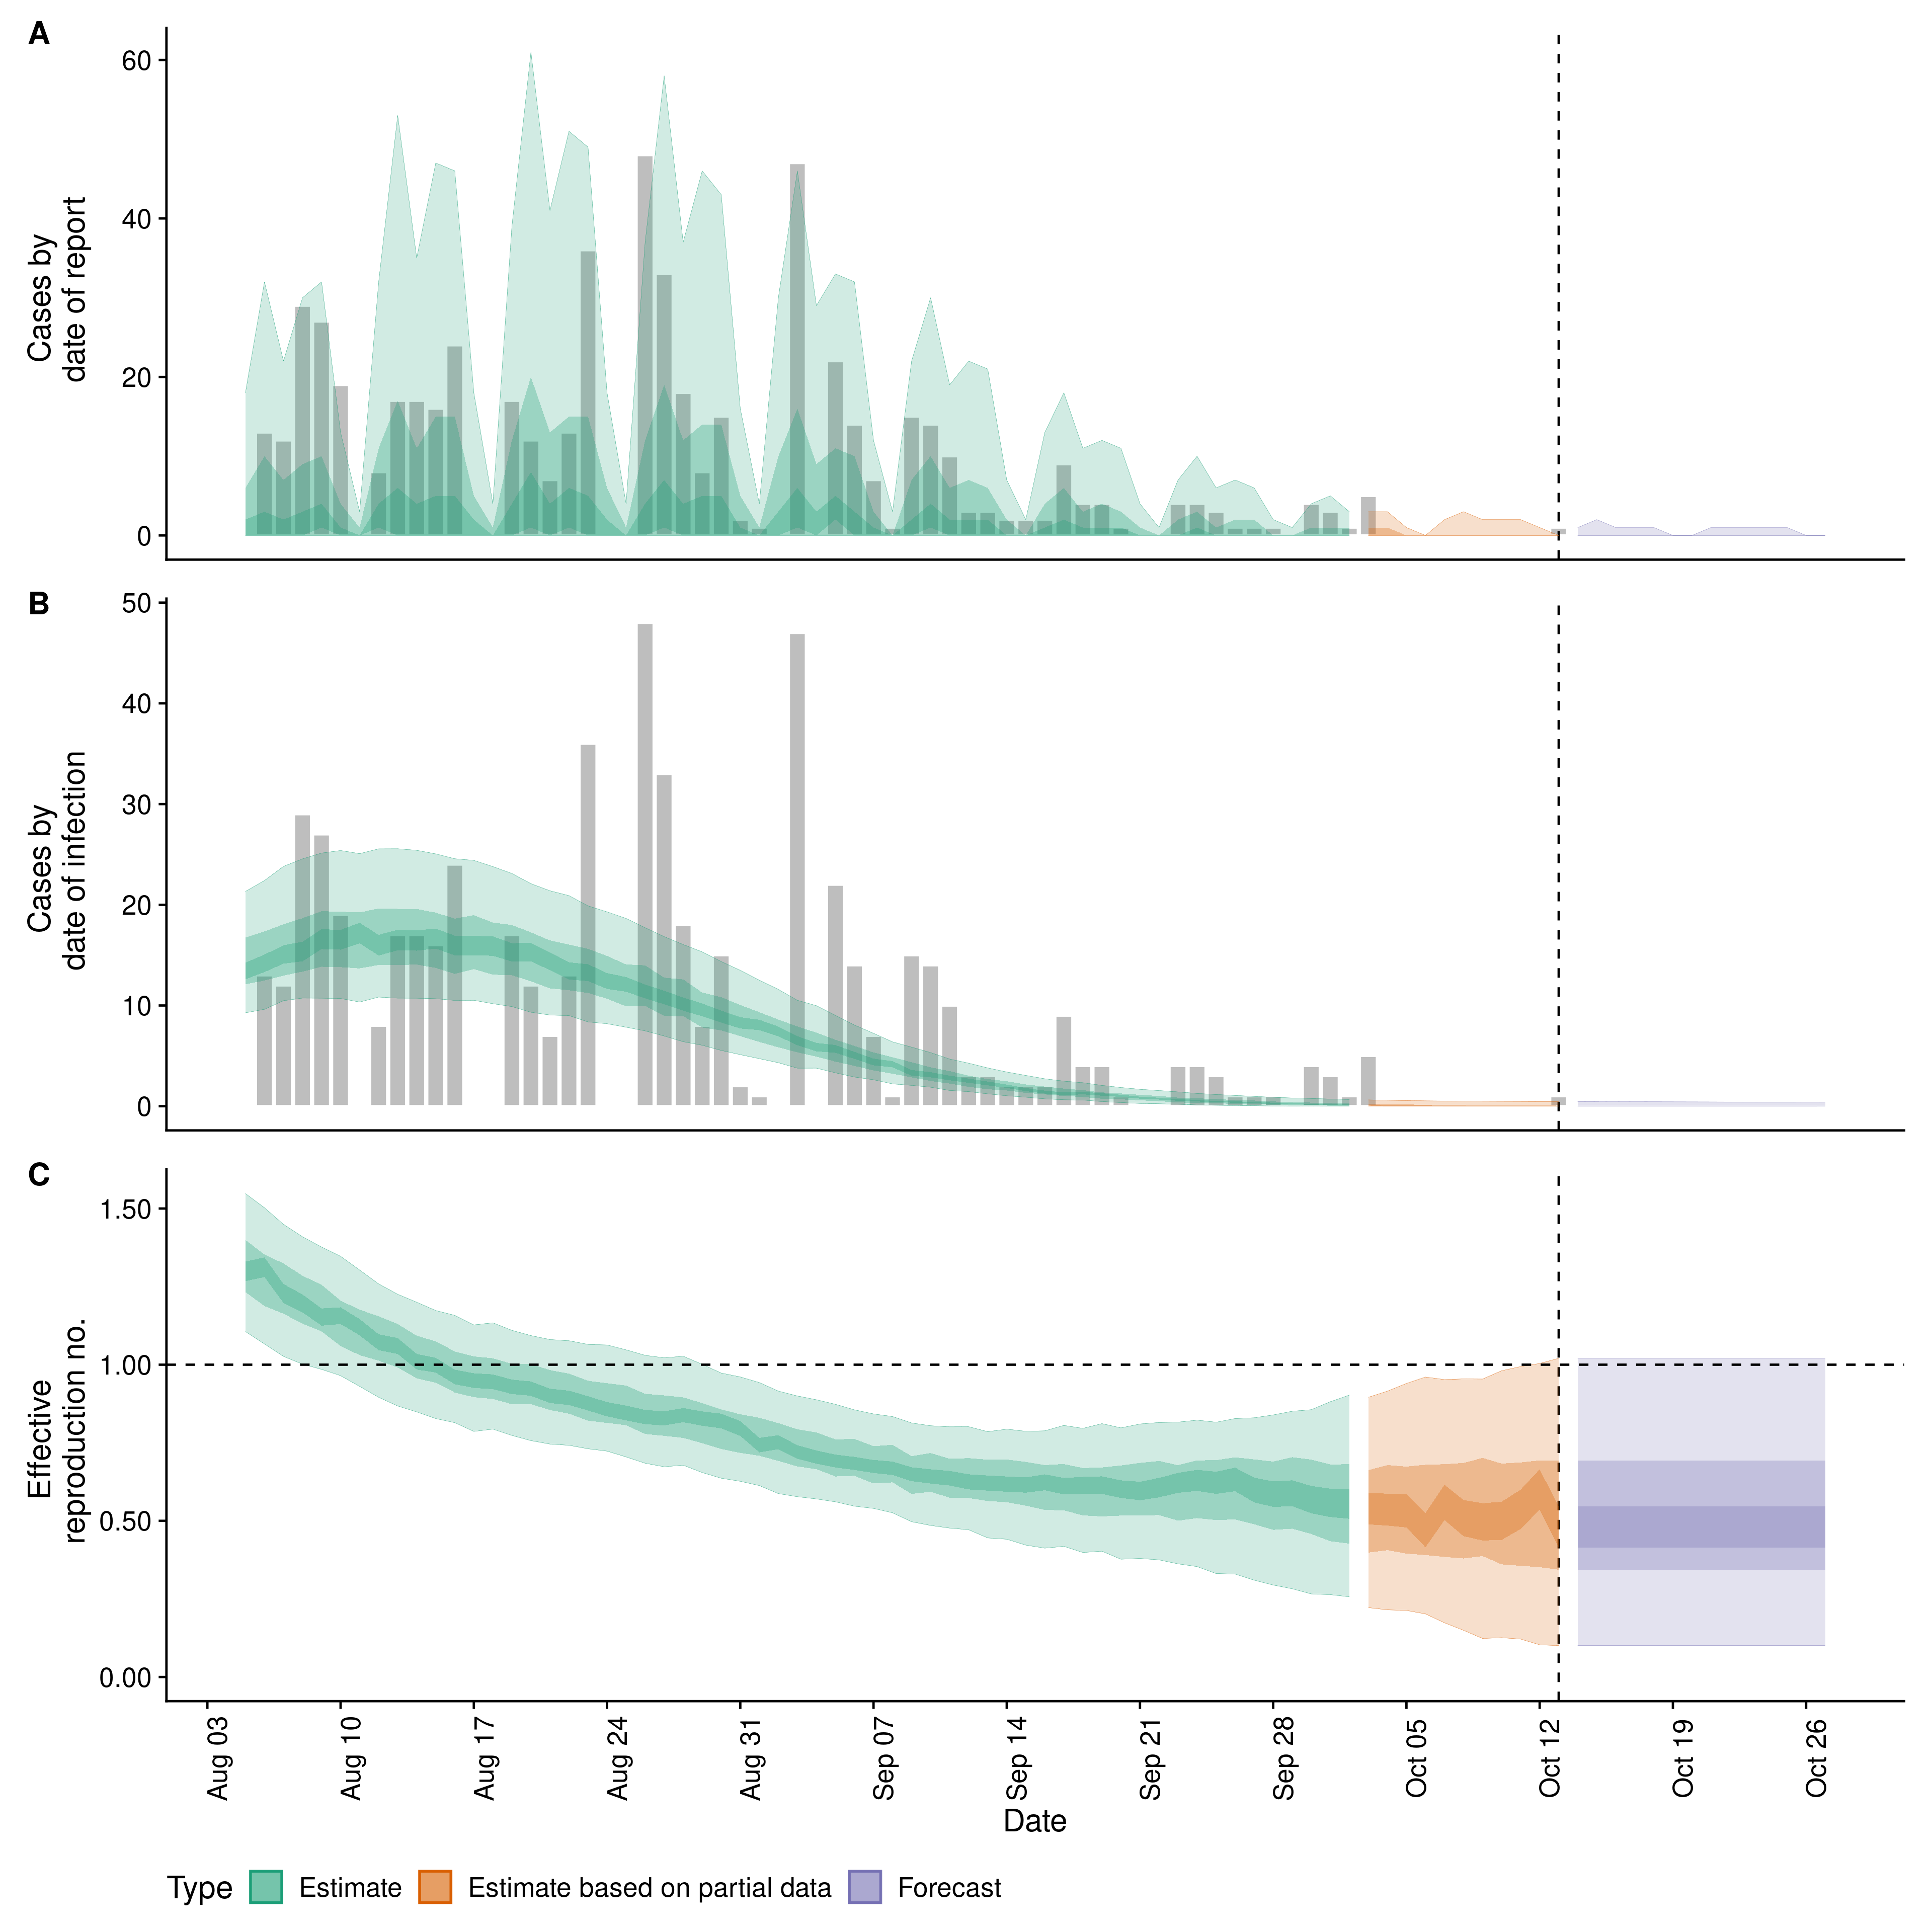 A
Cases by
date of report
60
40
20
0
B
Cases by
date of infection
50
40
30
20
10
0
C
Effective
reproduction no.
1.50
1.00
0.50
0.00
Aug 03
Aug 10
Aug 17
Aug 24
Aug 31
Sep 07
Sep 14
Sep 21
Sep 28
Oct 05
Oct 12
Oct 19
Oct 26
Date
Type Estimate Estimate based on partial data Forecast